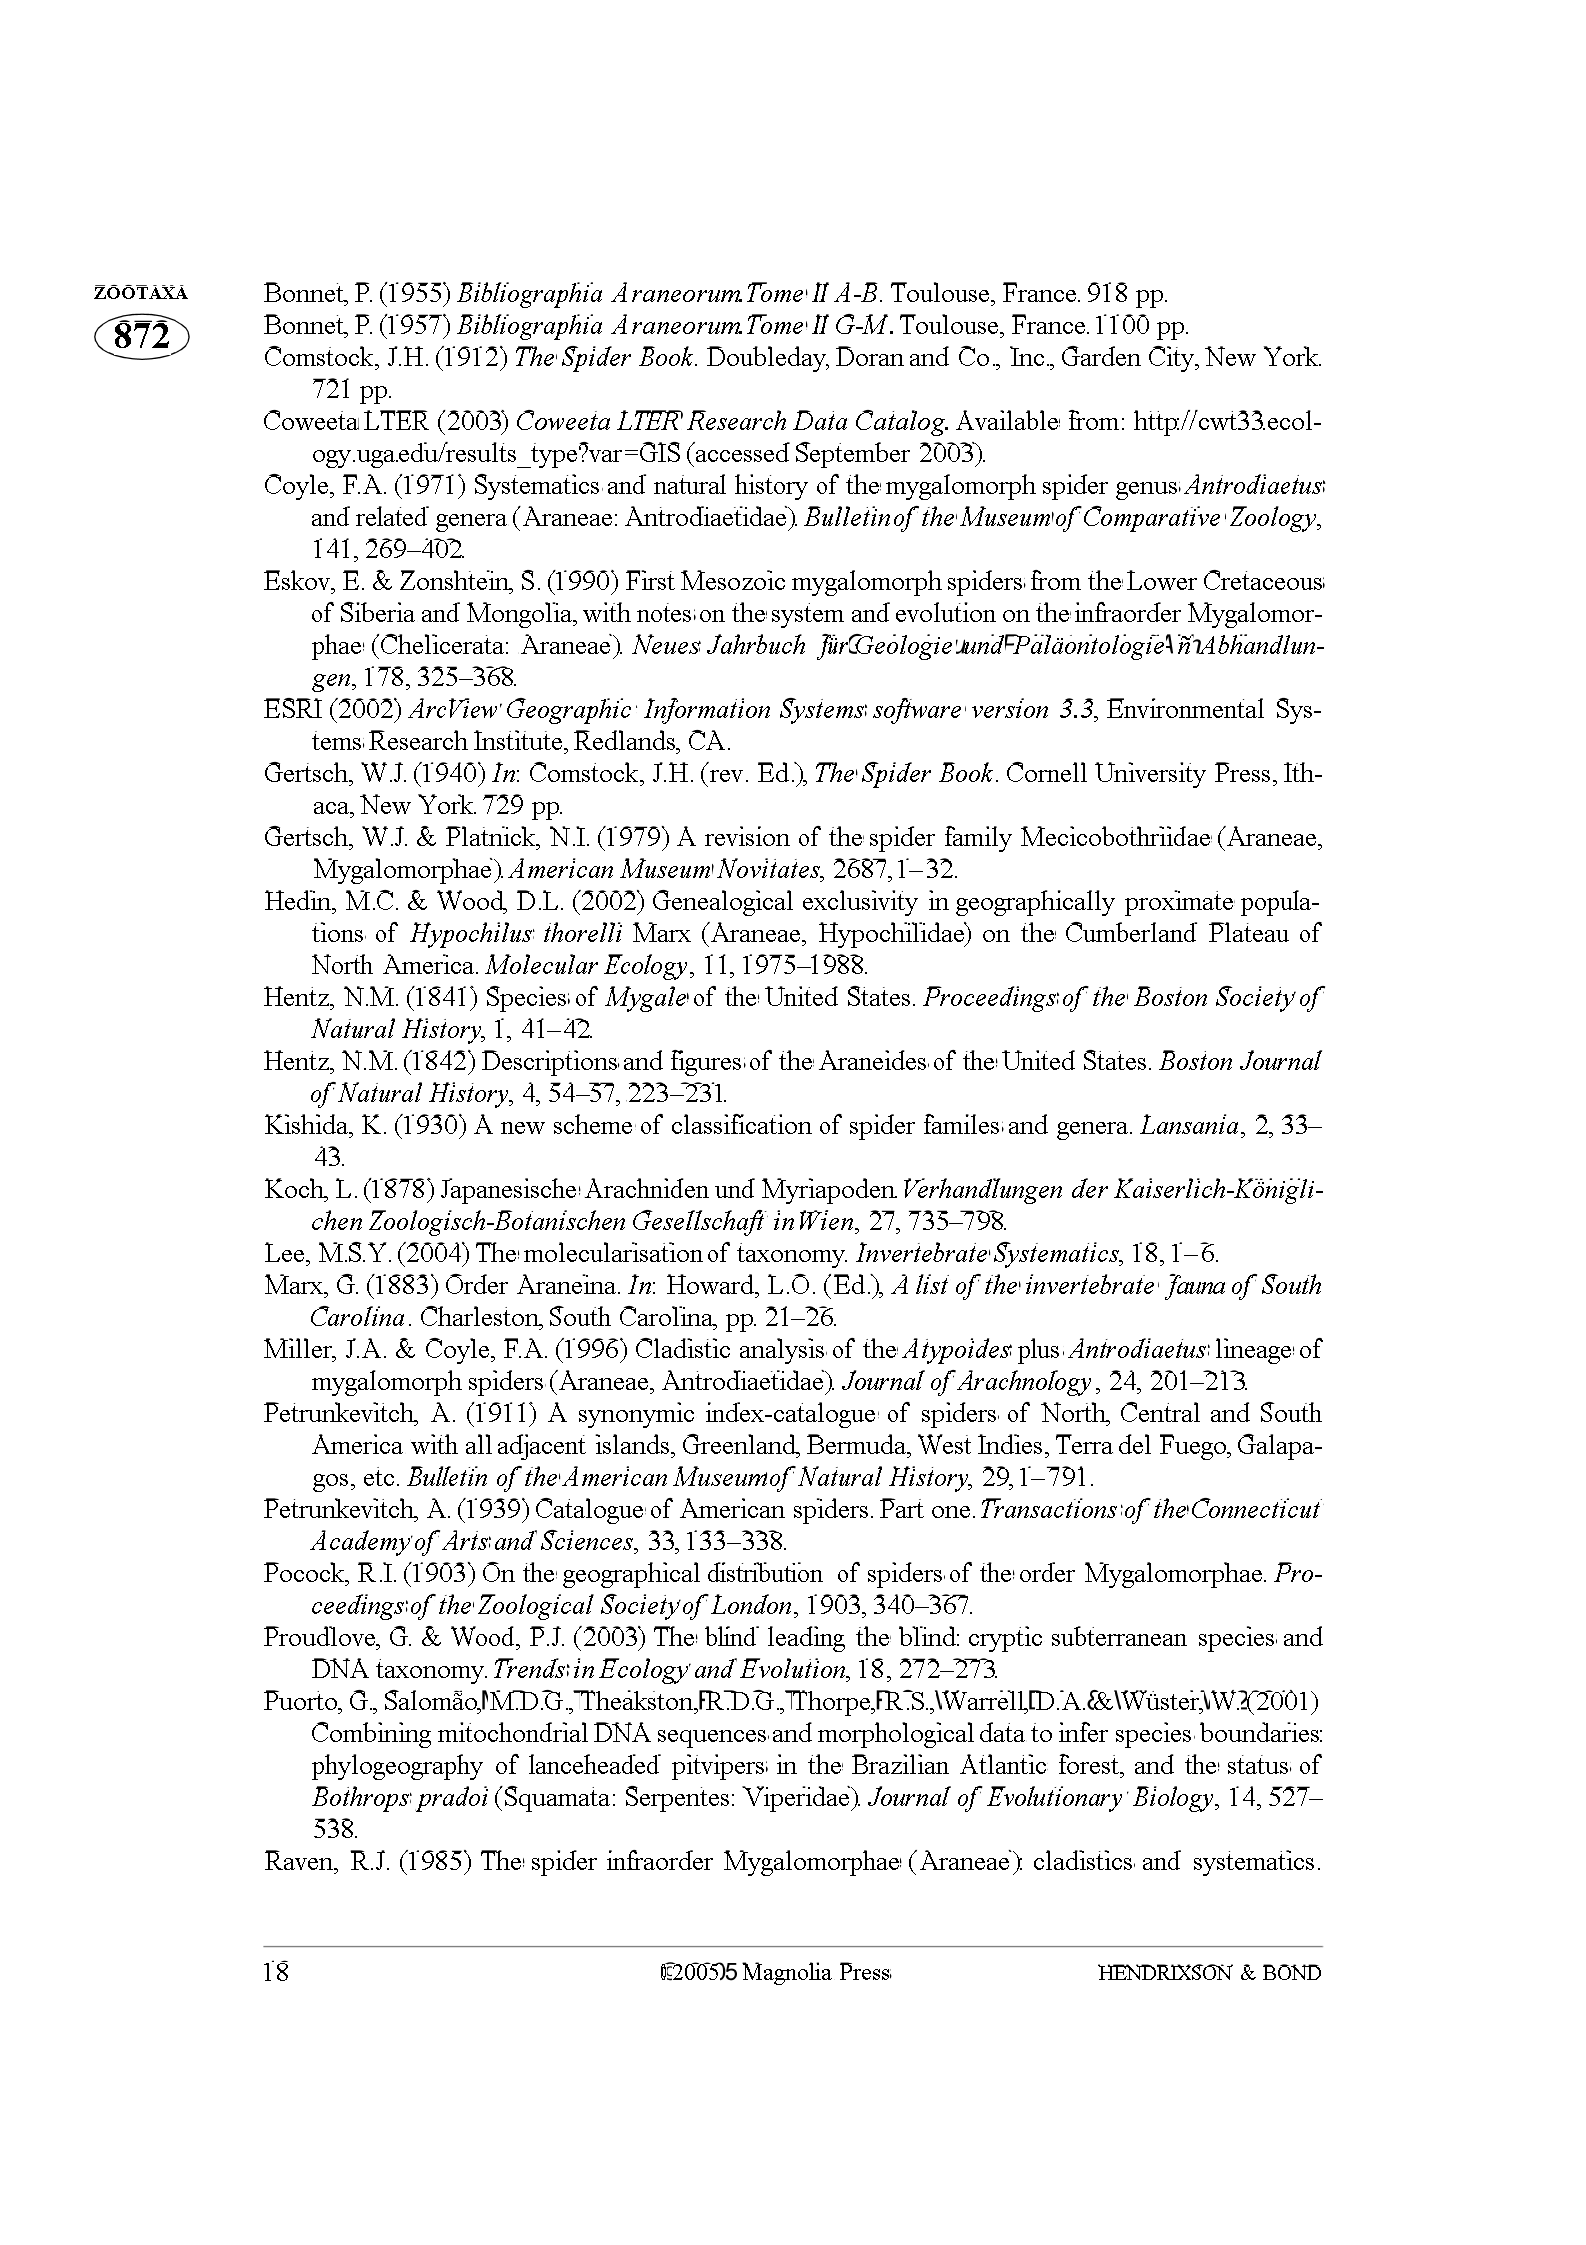 ZOOTAXA
872
Bonnet, P. (1955) Bibliographia Araneorum. Tome II A-B. Toulouse, France. 918 pp.
Bonnet, P. (1957) Bibliographia Araneorum. Tome II G-M. Toulouse, France. 1100 pp.
Comstock, J.H. (1912) The Spider Book. Doubleday, Doran and Co., Inc., Garden City, New York.
721 pp.
Coweeta LTER (2003) Coweeta LTER Research Data Catalog. Available from: http://cwt33.ecol-
ogy.uga.edu/results_type?var=GIS (accessed September 2003).
Coyle, F.A. (1971) Systematics and natural history of the mygalomorph spider genus Antrodiaetus
and related genera (Araneae: Antrodiaetidae). Bulletin of the Museum of Comparative Zoology,
141, 269–402.
Eskov, E. & Zonshtein, S. (1990) First Mesozoic mygalomorph spiders from the Lower Cretaceous
of Siberia and Mongolia, with notes on the system and evolution on the infraorder Mygalomor-
phae (Chelicerata: Araneae). Neues Jahrbuch für Geologie und Paläontologie Abhandlun-
gen, 178, 325–368.
ESRI (2002) ArcView Geographic Information Systems software version 3.3, Environmental Sys-
tems Research Institute, Redlands, CA.
Gertsch, W.J. (1940) In: Comstock, J.H. (rev. Ed.), The Spider Book. Cornell University Press, Ith-
aca, New York. 729 pp.
Gertsch, W.J. & Platnick, N.I. (1979) A revision of the spider family Mecicobothriidae (Araneae,
Mygalomorphae). American Museum Novitates, 2687, 1–32.
Hedin, M.C. & Wood, D.L. (2002) Genealogical exclusivity in geographically proximate popula-
tions of Hypochilus thorelli Marx (Araneae, Hypochilidae) on the Cumberland Plateau of
North America. Molecular Ecology, 11, 1975–1988.
Hentz, N.M. (1841) Species of Mygale of the United States. Proceedings of the Boston Society of
Natural History, 1, 41–42.
Hentz, N.M. (1842) Descriptions and figures of the Araneides of the United States. Boston Journal
of Natural History, 4, 54–57, 223–231.
Kishida, K. (1930) A new scheme of classification of spider familes and genera. Lansania, 2, 33–
43.
Koch, L. (1878) Japanesische Arachniden und Myriapoden. Verhandlungen der Kaiserlich-Königli-
chen Zoologisch-Botanischen Gesellschaft in Wien, 27, 735–798.
Lee, M.S.Y. (2004) The molecularisation of taxonomy. Invertebrate Systematics, 18, 1–6.
Marx, G. (1883) Order Araneina. In: Howard, L.O. (Ed.), A list of the invertebrate fauna of South
Carolina. Charleston, South Carolina, pp. 21–26.
Miller, J.A. & Coyle, F.A. (1996) Cladistic analysis of the Atypoides plus Antrodiaetus lineage of
mygalomorph spiders (Araneae, Antrodiaetidae). Journal of Arachnology, 24, 201–213.
Petrunkevitch, A. (1911) A synonymic index-catalogue of spiders of North, Central and South
America with all adjacent islands, Greenland, Bermuda, West Indies, Terra del Fuego, Galapa-
gos, etc. Bulletin of the American Museum of Natural History, 29, 1–791.
Petrunkevitch, A. (1939) Catalogue of American spiders. Part one. Transactions of the Connecticut
Academy of Arts and Sciences, 33, 133–338.
Pocock, R.I. (1903) On the geographical distribution of spiders of the order Mygalomorphae. Pro-
ceedings of the Zoological Society of London, 1903, 340–367.
Proudlove, G. & Wood, P.J. (2003) The blind leading the blind: cryptic subterranean species and
DNA taxonomy. Trends in Ecology and Evolution, 18, 272–273.
Puorto, G., Salomão, M.D.G., Theakston, R.D.G., Thorpe, R.S., Warrell, D.A. & Wüster, W. (2001)
Combining mitochondrial DNA sequences and morphological data to infer species boundaries:
phylogeography of lanceheaded pitvipers in the Brazilian Atlantic forest, and the status of
Bothrops pradoi (Squamata: Serpentes: Viperidae). Journal of Evolutionary Biology, 14, 527–
538.
Raven, R.J. (1985) The spider infraorder Mygalomorphae (Araneae): cladistics and systematics.
18
© 2005 Magnolia Press
HENDRIXSON & BOND